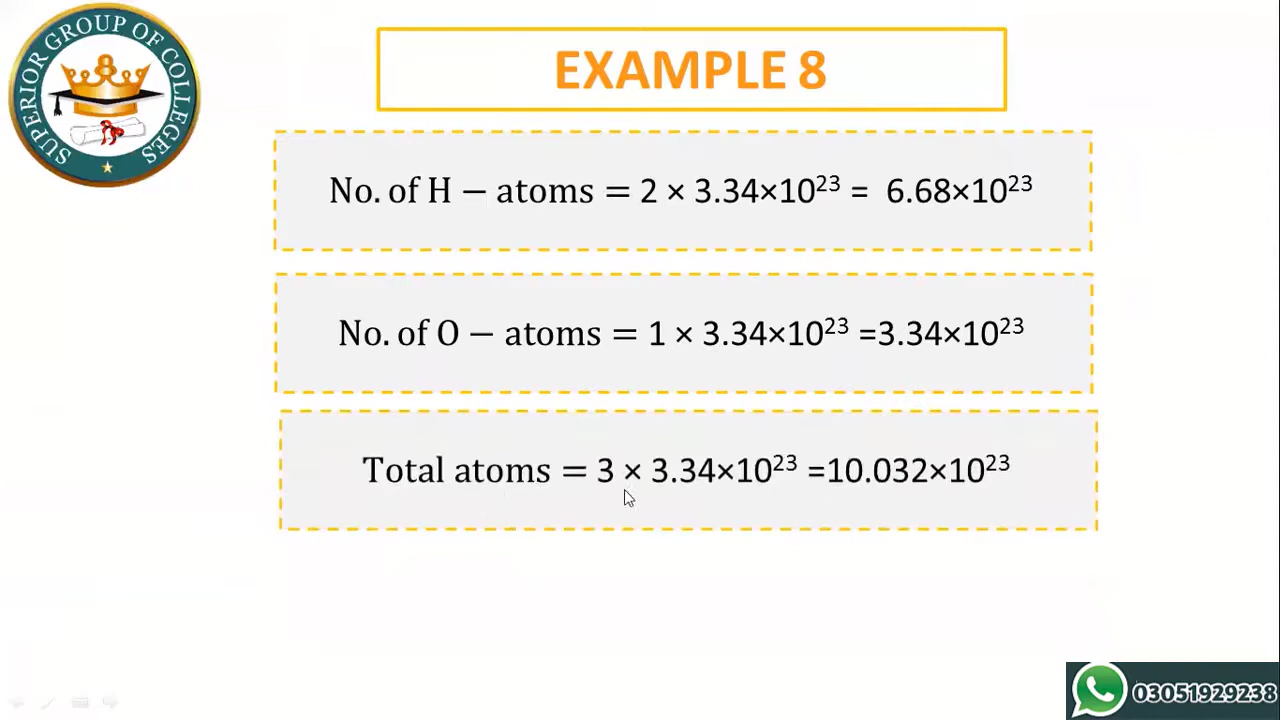 SUPERIOR GROUP OF COLLEGES
EXAMPLE 8
No. of H − atoms = 2 × 3.34×10²³ = 6.68×10²³
No. of O − atoms = 1 × 3.34×10²³ =3.34×10²³
Total atoms = 3 × 3.34×10²³ =10.032×10²³
03051929238